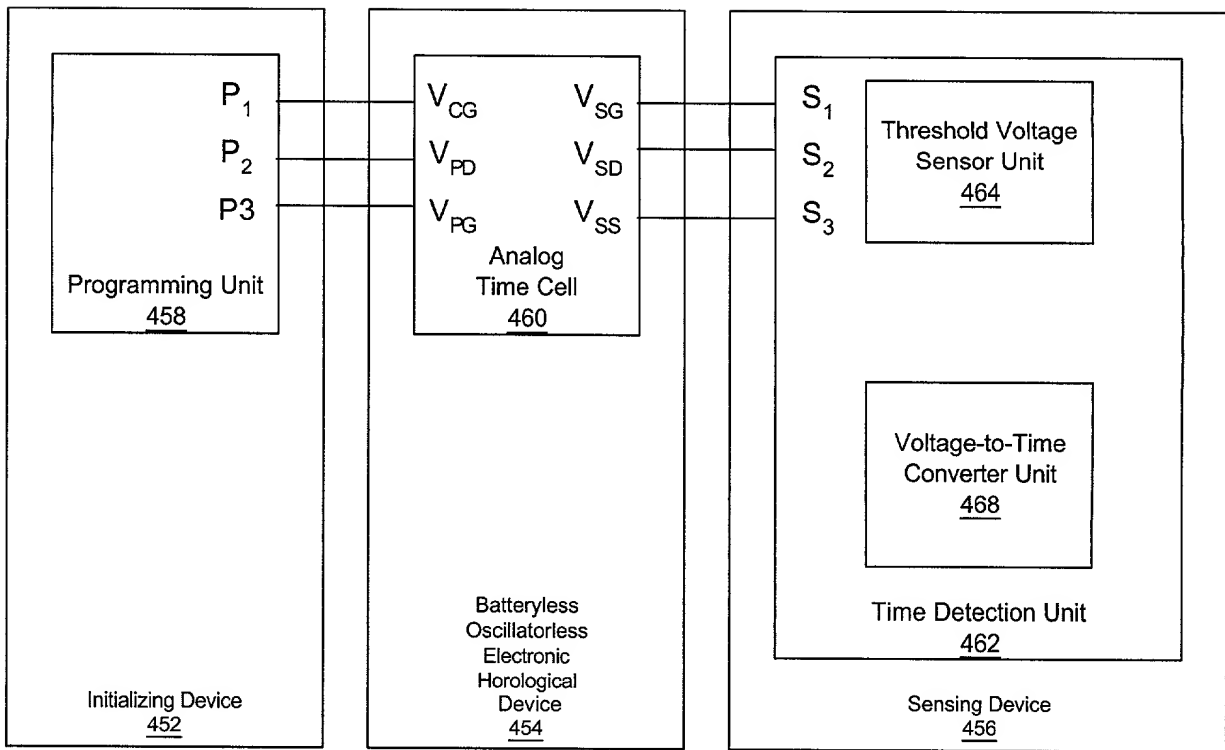 P1
P2
P3
Programming Unit
458
Initializing Device
452
VCG
VPD
VPG
VSG
VSD
VSS
Analog
Time Cell
460
Batteryless
Oscillatorless
Electronic
Horological
Device
454
S1
S2
S3
Threshold Voltage
Sensor Unit
464
Voltage-to-Time
Converter Unit
468
Time Detection Unit
462
Sensing Device
456